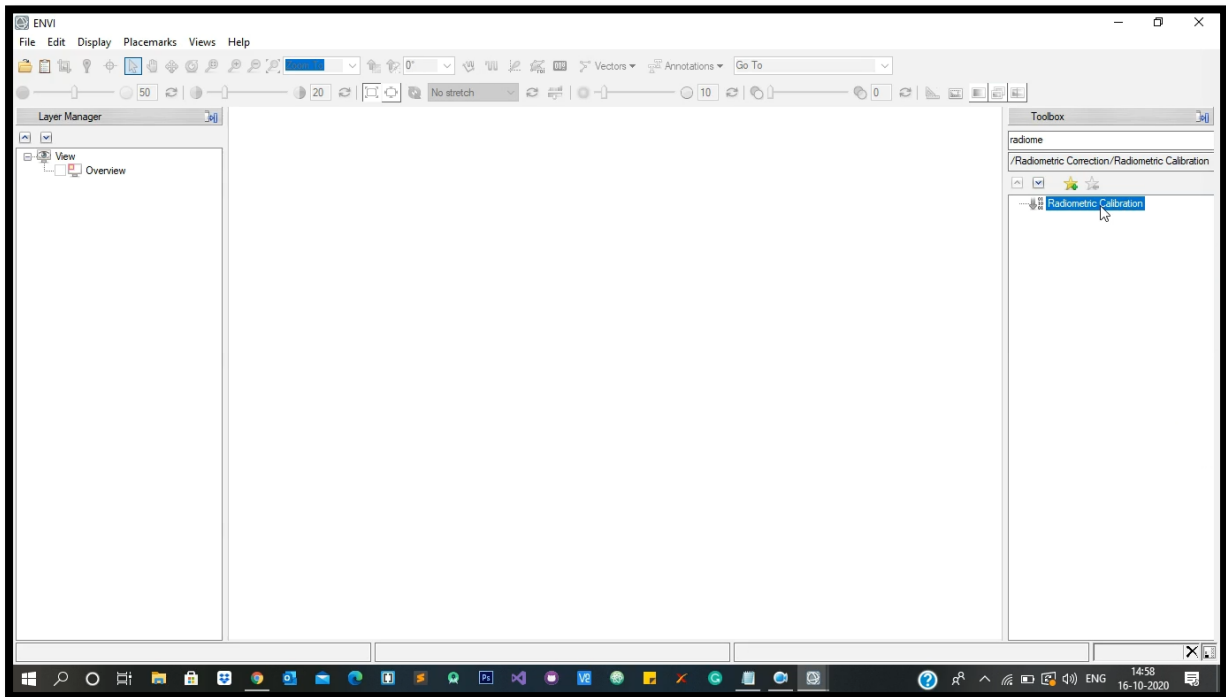 ENVI
File Edit Display Placemarks Views Help
0° Vectors Annotations Go To
50 20 No stretch 10 0
Layer Manager
Toolbox
radiome
/Radiometric Correction/Radiometric Calibration
View
Overview
Radiometric Calibration
ENG
14:58
16-10-2020